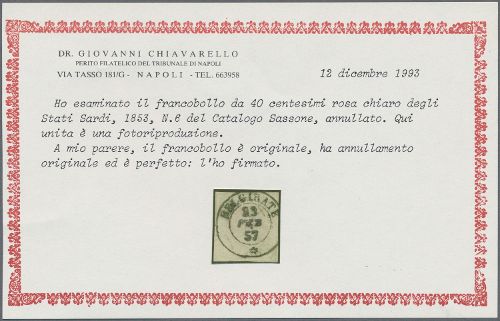 DR. GIOVANNI CHIAVARELLO
PERITO FILATELICO DEL TRIBUNALE DI NAPOLI
VIA TASSO 181/G - NAPOLI - TEL. 663958
12 dicembre 1993
Ho esaminato il francobollo da 40 centesimi rosa chiaro degli
Stati Sardi, 1853, N.6 del Catalogo Sassone, annullato. Qui
unita è una fotoriproduzione.
A mio parere, il francobollo è originale, ha annullamento
originale ed è perfetto: l'ho firmato.
BELGIRATE
23
FEB
57